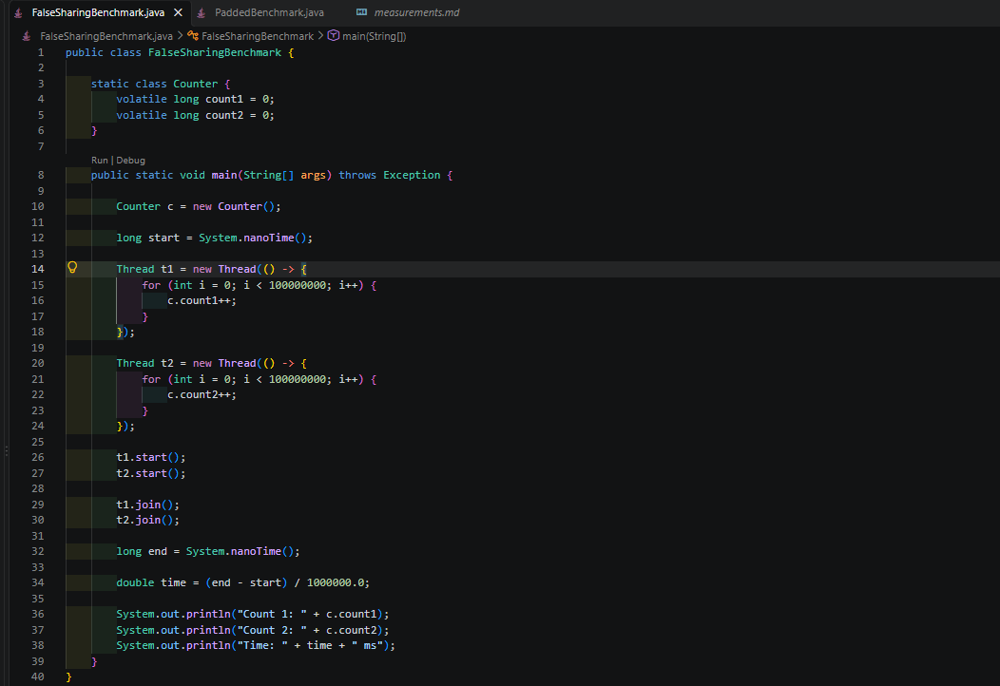 FalseSharingBenchmark.java PaddedBenchmark.java measurements.md
FalseSharingBenchmark.java > FalseSharingBenchmark > main(String[])
1 public class FalseSharingBenchmark {
2
3 static class Counter {
4 volatile long count1 = 0;
5 volatile long count2 = 0;
6 }
7
Run | Debug
8 public static void main(String[] args) throws Exception {
9
10 Counter c = new Counter();
11
12 long start = System.nanoTime();
13
14 Thread t1 = new Thread(() -> {
15 for (int i = 0; i < 100000000; i++) {
16 c.count1++;
17 }
18 });
19
20 Thread t2 = new Thread(() -> {
21 for (int i = 0; i < 100000000; i++) {
22 c.count2++;
23 }
24 });
25
26 t1.start();
27 t2.start();
28
29 t1.join();
30 t2.join();
31
32 long end = System.nanoTime();
33
34 double time = (end - start) / 1000000.0;
35
36 System.out.println("Count 1: " + c.count1);
37 System.out.println("Count 2: " + c.count2);
38 System.out.println("Time: " + time + " ms");
39 }
40 }